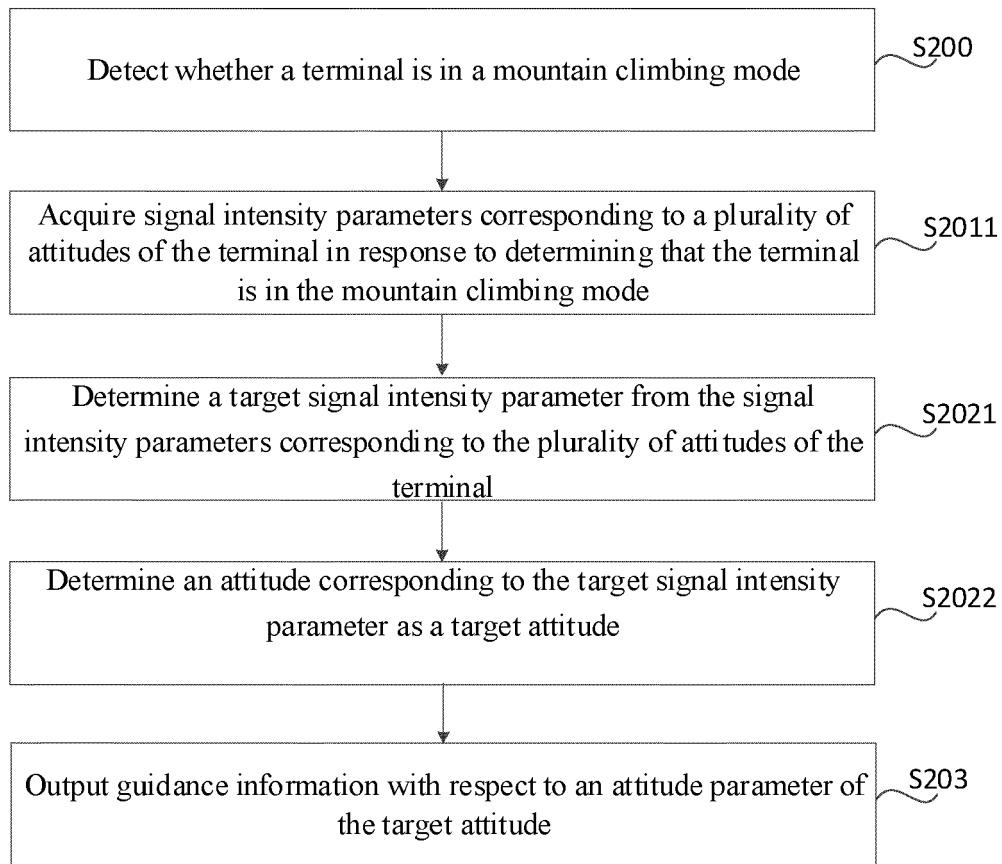 Detect whether a terminal is in a mountain climbing mode
S200
Acquire signal intensity parameters corresponding to a plurality of
attitudes of the terminal in response to determining that the terminal
is in the mountain climbing mode
S2011
Determine a target signal intensity parameter from the signal
intensity parameters corresponding to the plurality of attitudes of the
terminal
S2021
Determine an attitude corresponding to the target signal intensity
parameter as a target attitude
S2022
Output guidance information with respect to an attitude parameter of
the target attitude
S203